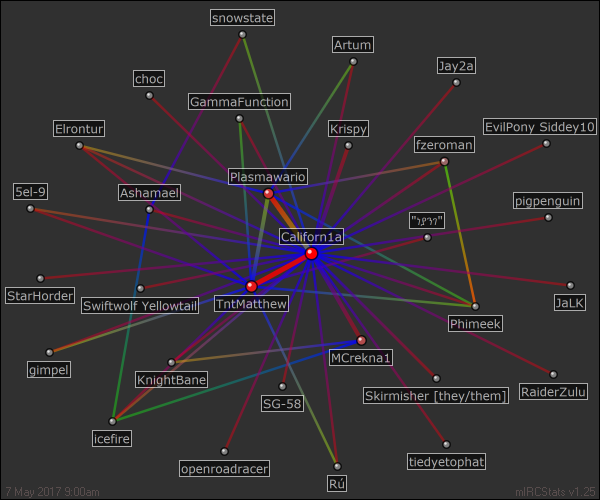 snowstate
Artum
Jay2a
choc
GammaFunction
Elrontur
Krispy
fzeroman
EvilPony Siddey10
Plasmawario
5el-9
Ashamael
pigpenguin
Californ1a
StarHorder
Swiftwolf Yellowtail
TntMatthew
JaLK
Phimeek
gimpel
KnightBane
MCrekna1
SG-58
Skirmisher [they/them]
RaiderZulu
icefire
openroadracer
Rú
tiedyetophat
7 May 2017 9:00am
mIRCStats v1.25